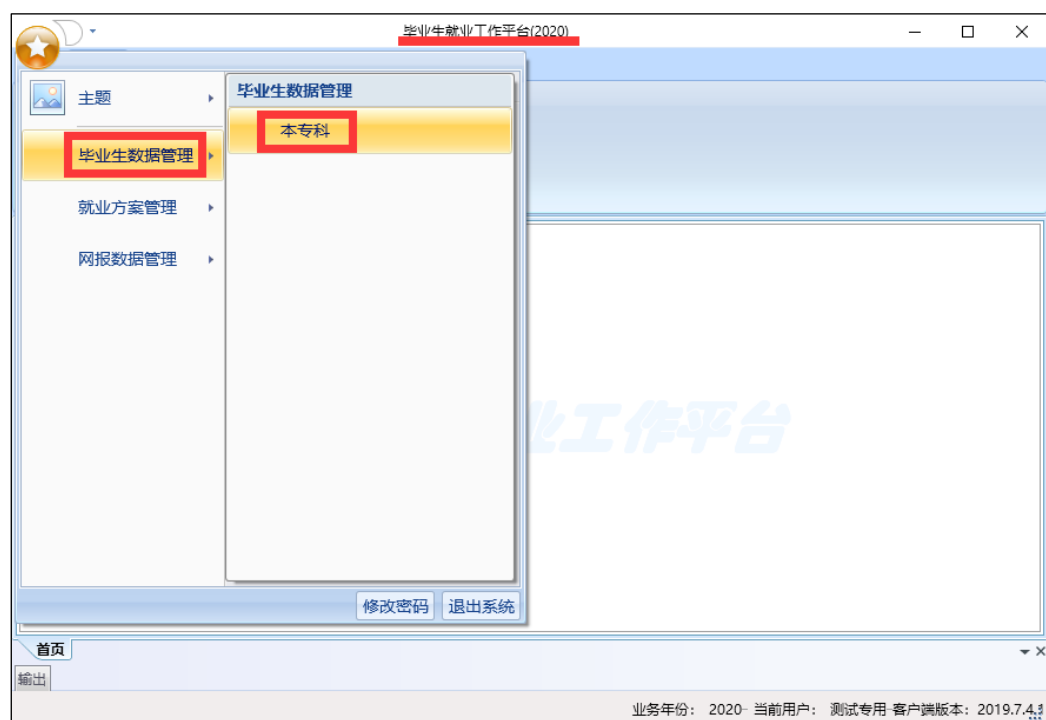 毕业生就业工作平台(2020)
主题
毕业生数据管理
就业方案管理
网报数据管理
毕业生数据管理
本专科
业工作平台
修改密码 退出系统
首页
输出
业务年份: 2020- 当前用户: 测试专用-客户端版本: 2019.7.4.1